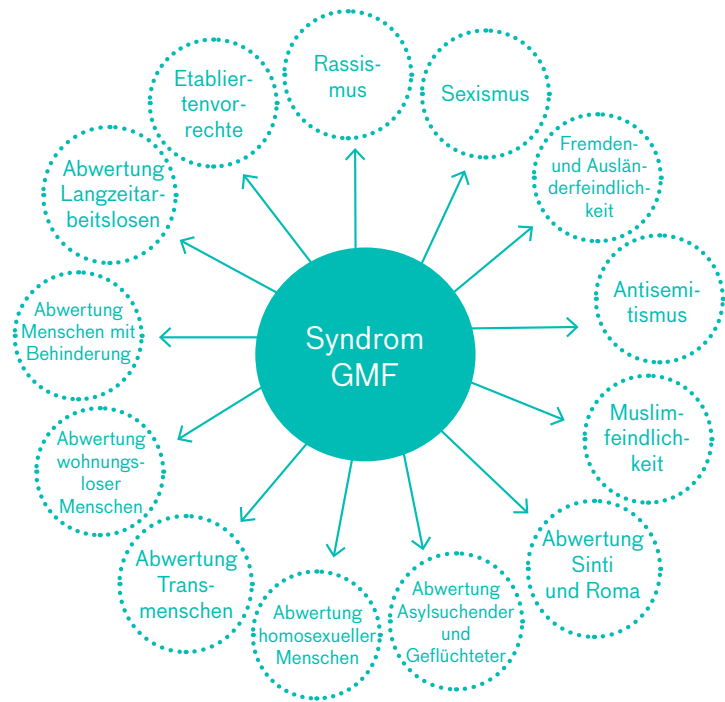 Syndrom
GMF
Rassis-
mus
Sexismus
Fremden-
und Auslän-
derfeindlich-
keit
Antisemi-
tismus
Muslim-
feindlich-
keit
Abwertung
Sinti
und Roma
Abwertung
Asylsuchender
und
Geflüchteter
Abwertung
homosexueller
Menschen
Abwertung
Trans-
menschen
Abwertung
wohnungs-
loser
Menschen
Abwertung
Menschen mit
Behinderung
Abwertung
Langzeitar-
beitslosen
Etablier-
tenvor-
rechte